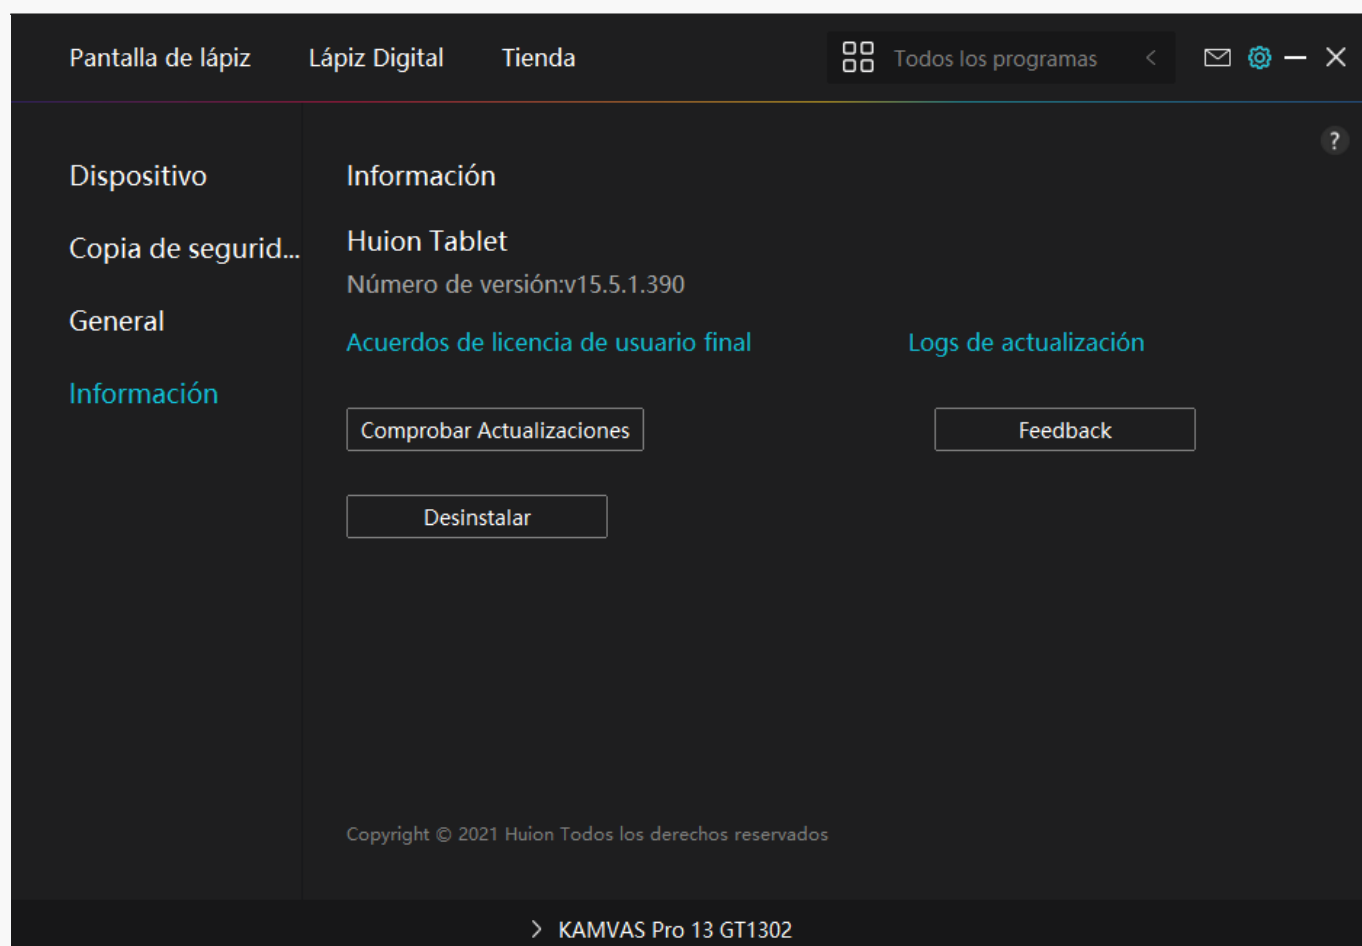 Pantalla de lápiz Lápiz Digital Tienda Todos los programas <
?
Dispositivo
Copia de segurid...
General
Información
Información
Huion Tablet
Número de versión:v15.5.1.390
Acuerdos de licencia de usuario final Logs de actualización
Comprobar Actualizaciones Feedback
Desinstalar
Copyright © 2021 Huion Todos los derechos reservados
> KAMVAS Pro 13 GT1302